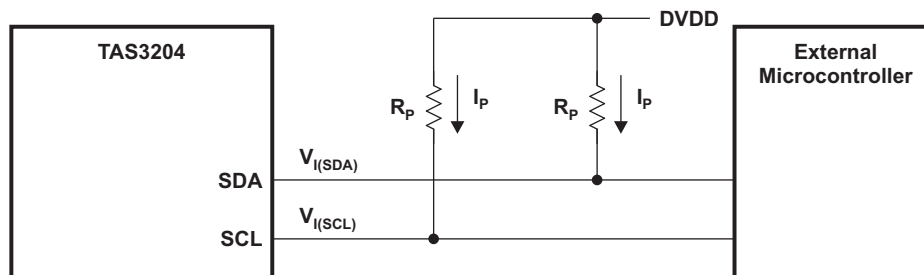 DVDD
TAS3204
External
Microcontroller
R_P
I_P
R_P
I_P
V_I(SDA)
SDA
V_I(SCL)
SCL